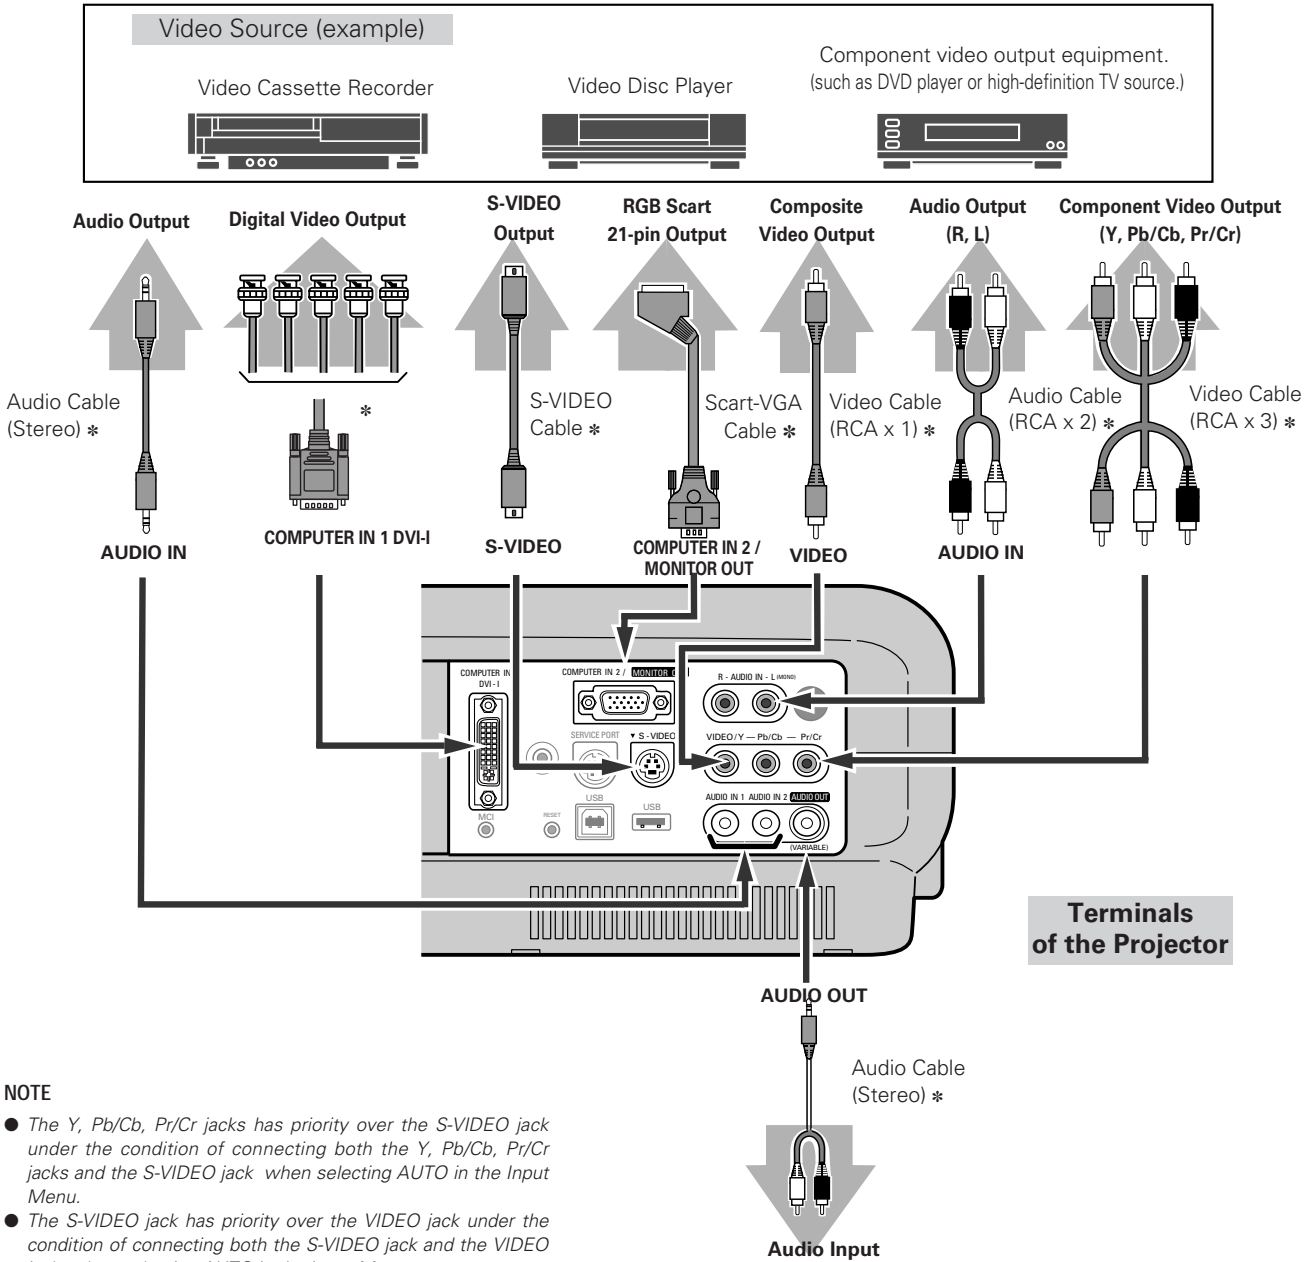 Video Source (example)
Video Cassette Recorder
Video Disc Player
Component video output equipment.
(such as DVD player or high-definition TV source.)
Audio Output
Digital Video Output
S-VIDEO
Output
RGB Scart
21-pin Output
Composite
Video Output
Audio Output
(R, L)
Component Video Output
(Y, Pb/Cb, Pr/Cr)
Audio Cable
(Stereo) *
*
S-VIDEO
Cable *
Scart-VGA
Cable *
Video Cable
(RCA x 1) *
Audio Cable
(RCA x 2) *
Video Cable
(RCA x 3) *
AUDIO IN
COMPUTER IN 1 DVI-I
S-VIDEO
COMPUTER IN 2 /
MONITOR OUT
VIDEO
AUDIO IN
COMPUTER IN
DVI - I
COMPUTER IN 2 / MONITOR
R - AUDIO IN - L (MONO)
SERVICE PORT
▼ S - VIDEO
VIDEO/Y — Pb/Cb — Pr/Cr
MCI
RESET
USB
USB
AUDIO IN 1 AUDIO IN 2 AUDIO OUT
(VARIABLE)
Terminals
of the Projector
AUDIO OUT
Audio Cable
(Stereo) *
Audio Input
NOTE
● The Y, Pb/Cb, Pr/Cr jacks has priority over the S-VIDEO jack
under the condition of connecting both the Y, Pb/Cb, Pr/Cr
jacks and the S-VIDEO jack when selecting AUTO in the Input
Menu.
● The S-VIDEO jack has priority over the VIDEO jack under the
condition of connecting both the S-VIDEO jack and the VIDEO